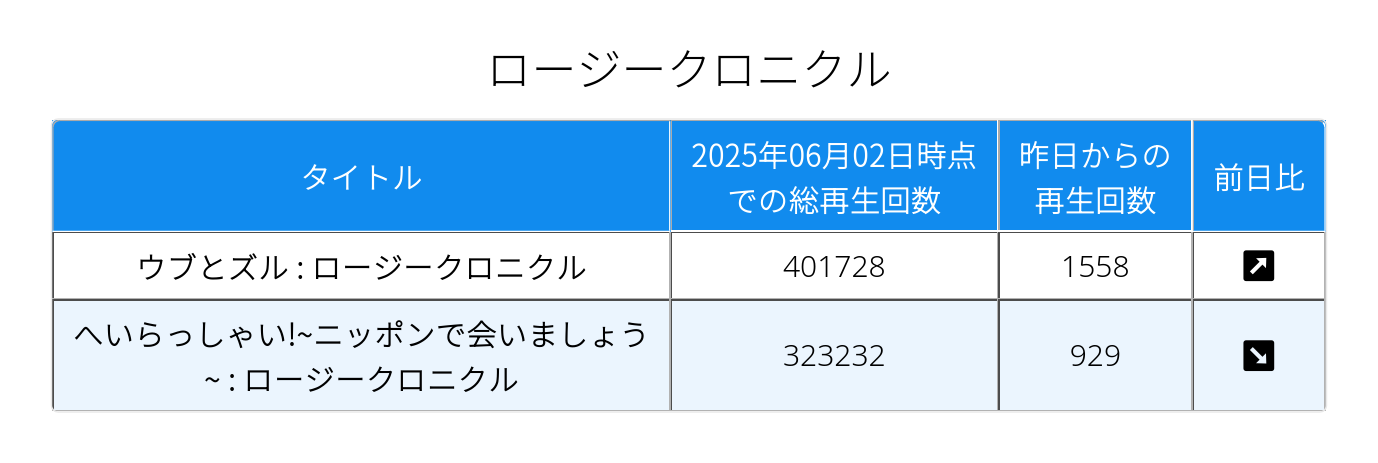 ロージークロニクル
タイトル
2025年06月02日時点
での総再生回数
昨日からの
再生回数
前日比
ウブとズル : ロージークロニクル
401728
1558
↗
へいらっしゃい!~ニッポンで会いましょう
~ : ロージークロニクル
323232
929
↘